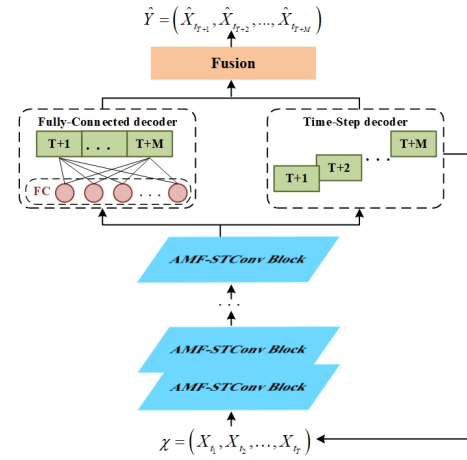 Ŷ = (X̂_{t_{T+1}}, X̂_{t_{T+2}}, ..., X̂_{t_{T+M}})
Fusion
Fully-Connected decoder
T+1 . . . T+M
FC . . . .
Time-Step decoder
T+1 T+2 . . . T+M
AMF-STConv Block
. . .
AMF-STConv Block
AMF-STConv Block
χ = (X_{t_1}, X_{t_2}, ..., X_{t_T})